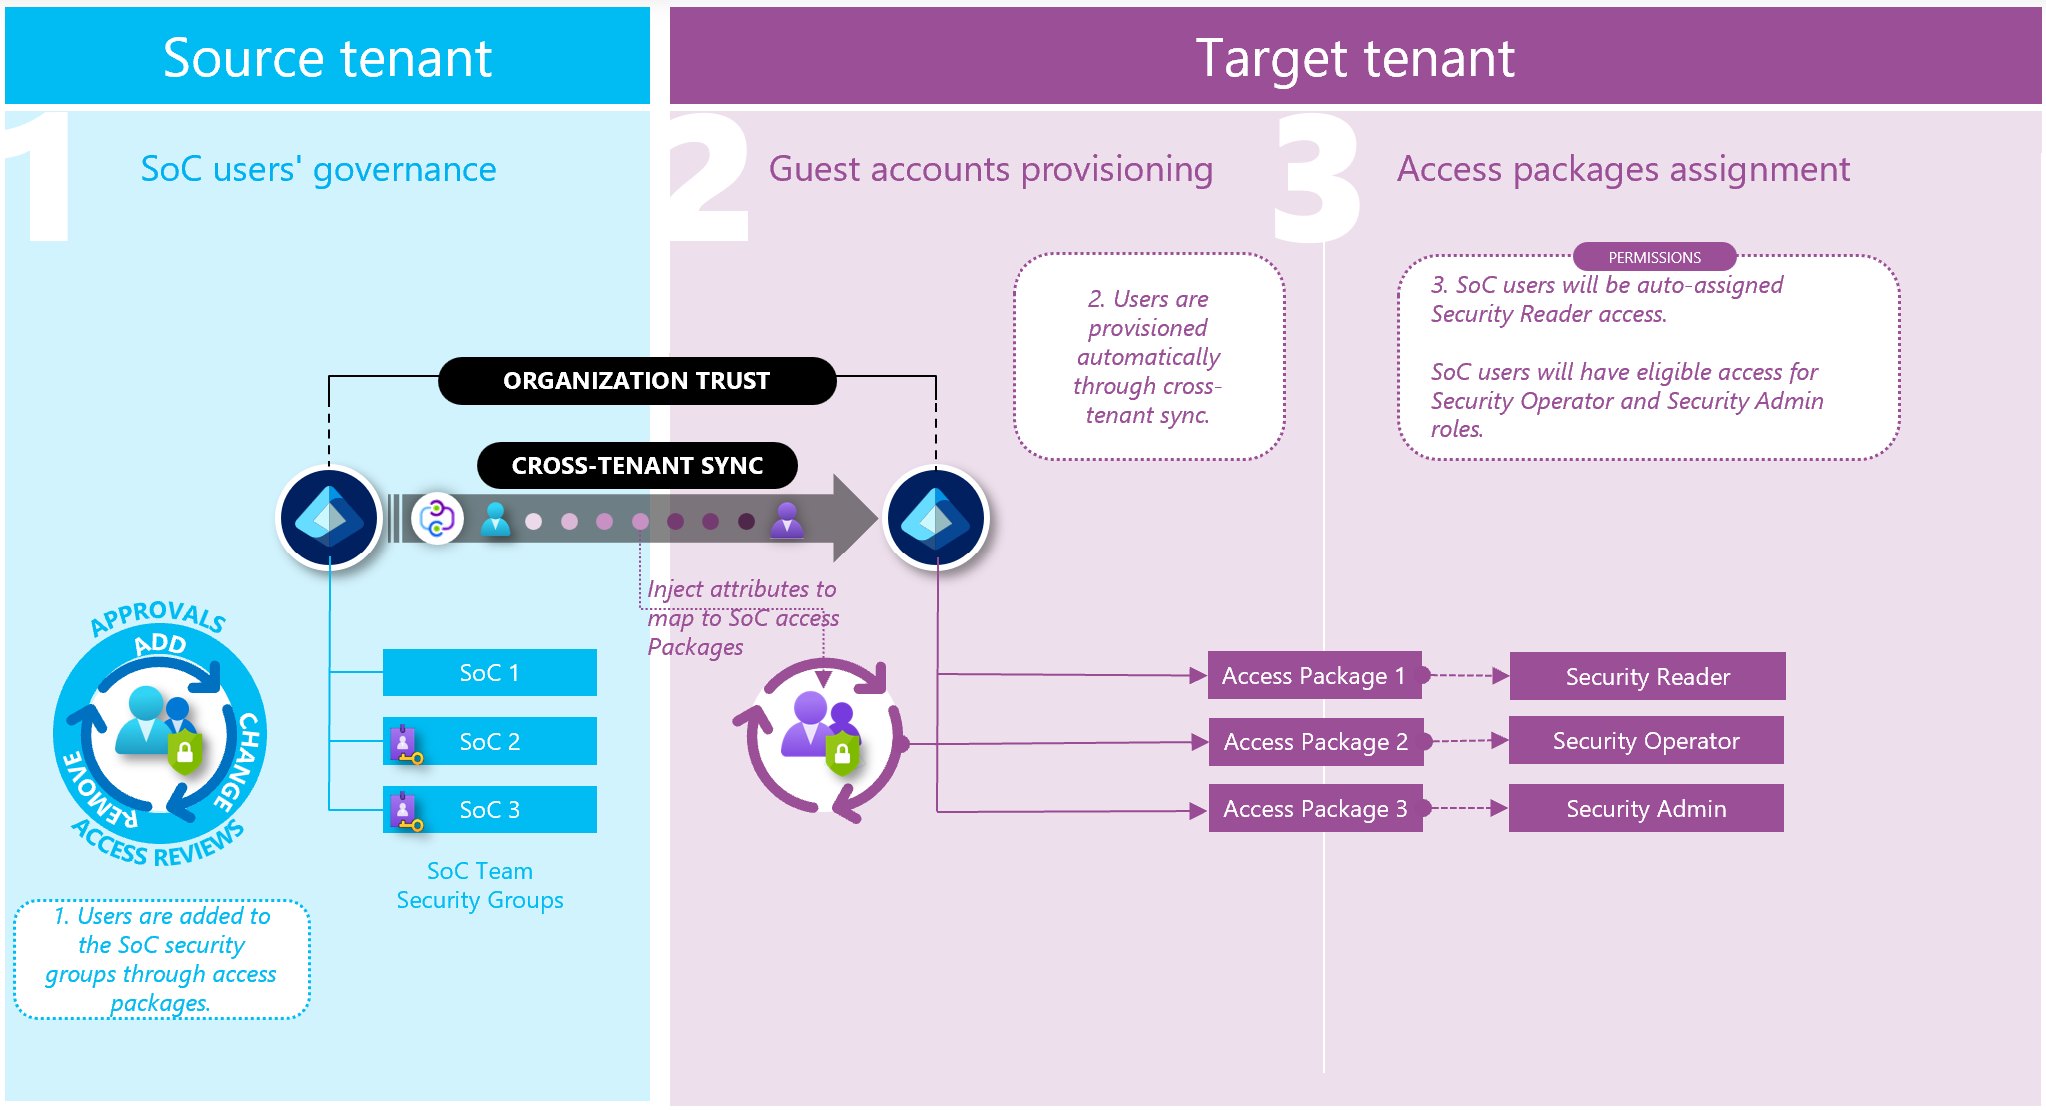 Source tenant
Target tenant
1
SoC users' governance
2
Guest accounts provisioning
3
Access packages assignment
2. Users are
provisioned
automatically
through cross-
tenant sync.
PERMISSIONS
3. SoC users will be auto-assigned
Security Reader access.
SoC users will have eligible access for
Security Operator and Security Admin
roles.
ORGANIZATION TRUST
CROSS-TENANT SYNC
Inject attributes to
map to SoC access
Packages
APPROVALS
ADD
CHANGE
REMOVE
ACCESS REVIEWS
SoC 1
SoC 2
SoC 3
SoC Team
Security Groups
1. Users are added to
the SoC security
groups through access
packages.
Access Package 1
Security Reader
Access Package 2
Security Operator
Access Package 3
Security Admin